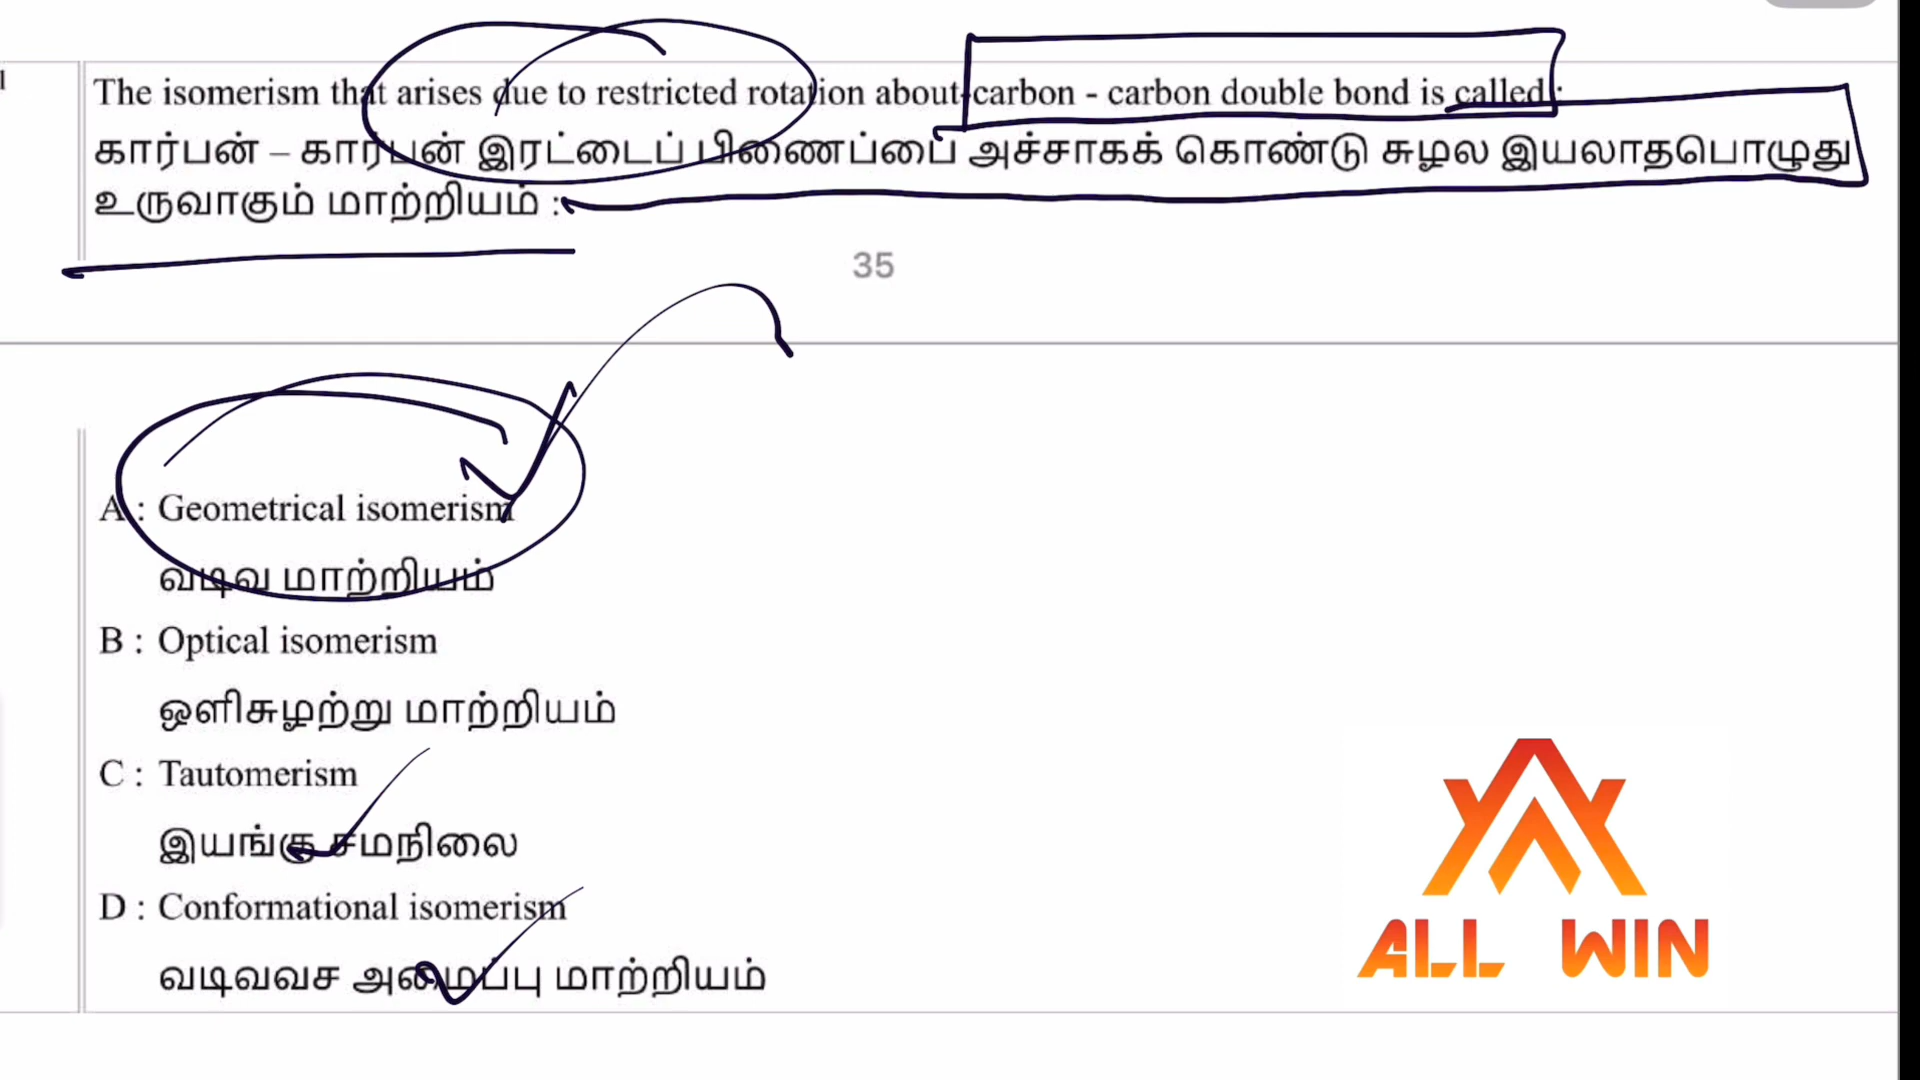 The isomerism that arises due to restricted rotation about carbon - carbon double bond is called :
கார்பன் – கார்பன் இரட்டைப் பிணைப்பை அச்சாகக் கொண்டு சுழல இயலாதபொழுது
உருவாகும் மாற்றியம் :
35
A : Geometrical isomerism
வடிவ மாற்றியம்
B : Optical isomerism
ஒளிசுழற்று மாற்றியம்
C : Tautomerism
இயங்கு சமநிலை
D : Conformational isomerism
வடிவவச அமைப்பு மாற்றியம்
ALL WIN